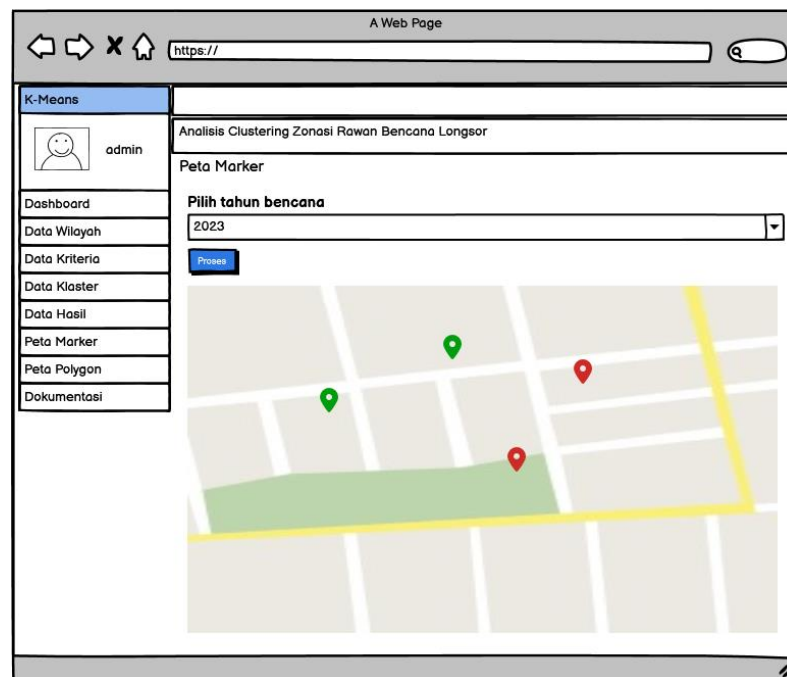 A Web Page
https://
K-Means
admin
Dashboard
Data Wilayah
Data Kriteria
Data Klaster
Data Hasil
Peta Marker
Peta Polygon
Dokumentasi
Analisis Clustering Zonasi Rawan Bencana Longsor
Peta Marker
Pilih tahun bencana
2023
Proses